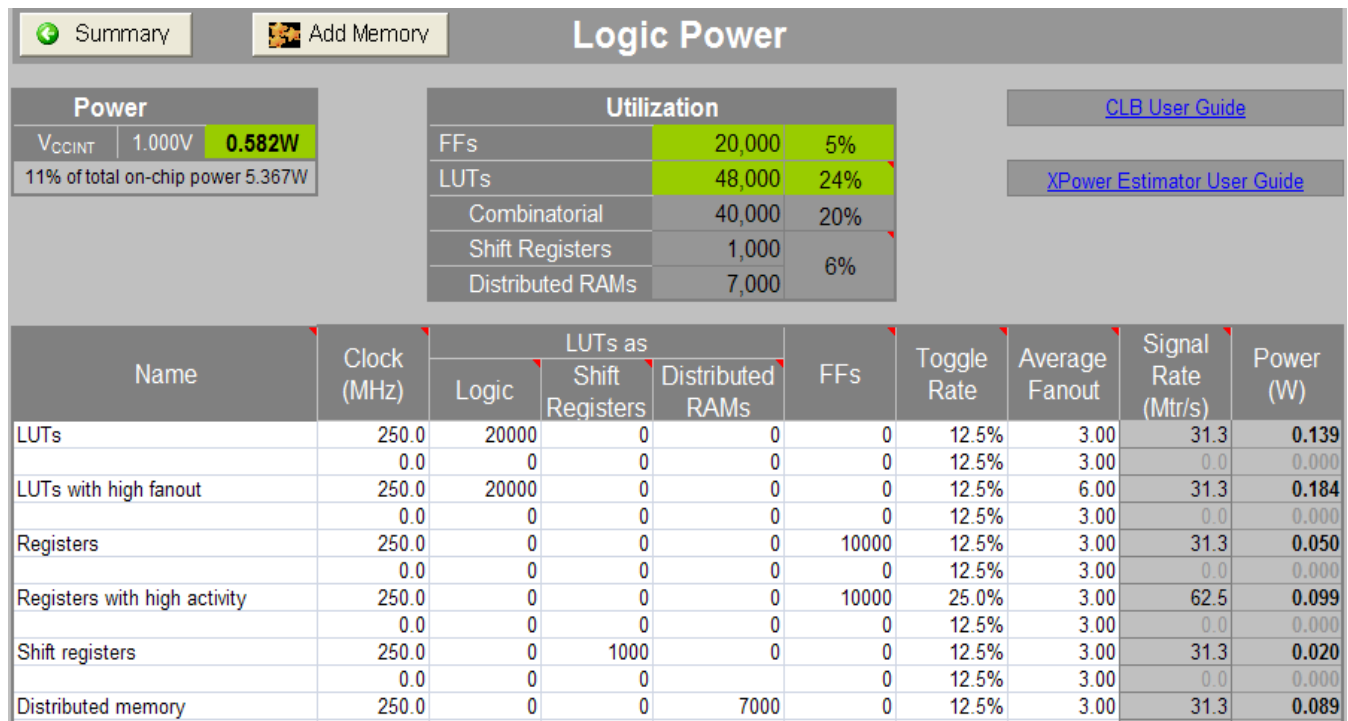 Summary Add Memory Logic Power
Power Utilization CLB User Guide
VCCINT 1.000V 0.582W FFs 20,000 5%
11% of total on-chip power 5.367W LUTs 48,000 24% XPower Estimator User Guide
Combinatorial 40,000 20%
Shift Registers 1,000 6%
Distributed RAMs 7,000
Name Clock (MHz) LUTs as Logic Shift Registers Distributed RAMs FFs Toggle Rate Average Fanout Signal Rate (Mtr/s) Power (W)
LUTs 250.0 20000 0 0 0 12.5% 3.00 31.3 0.139
0.0 0 0 0 0 12.5% 3.00 0.0 0.000
LUTs with high fanout 250.0 20000 0 0 0 12.5% 6.00 31.3 0.184
0.0 0 0 0 0 12.5% 3.00 0.0 0.000
Registers 250.0 0 0 0 10000 12.5% 3.00 31.3 0.050
0.0 0 0 0 0 12.5% 3.00 0.0 0.000
Registers with high activity 250.0 0 0 0 10000 25.0% 3.00 62.5 0.099
0.0 0 0 0 0 12.5% 3.00 0.0 0.000
Shift registers 250.0 0 1000 0 0 12.5% 3.00 31.3 0.020
0.0 0 0 0 12.5% 3.00 0.0 0.000
Distributed memory 250.0 0 0 7000 0 12.5% 3.00 31.3 0.089